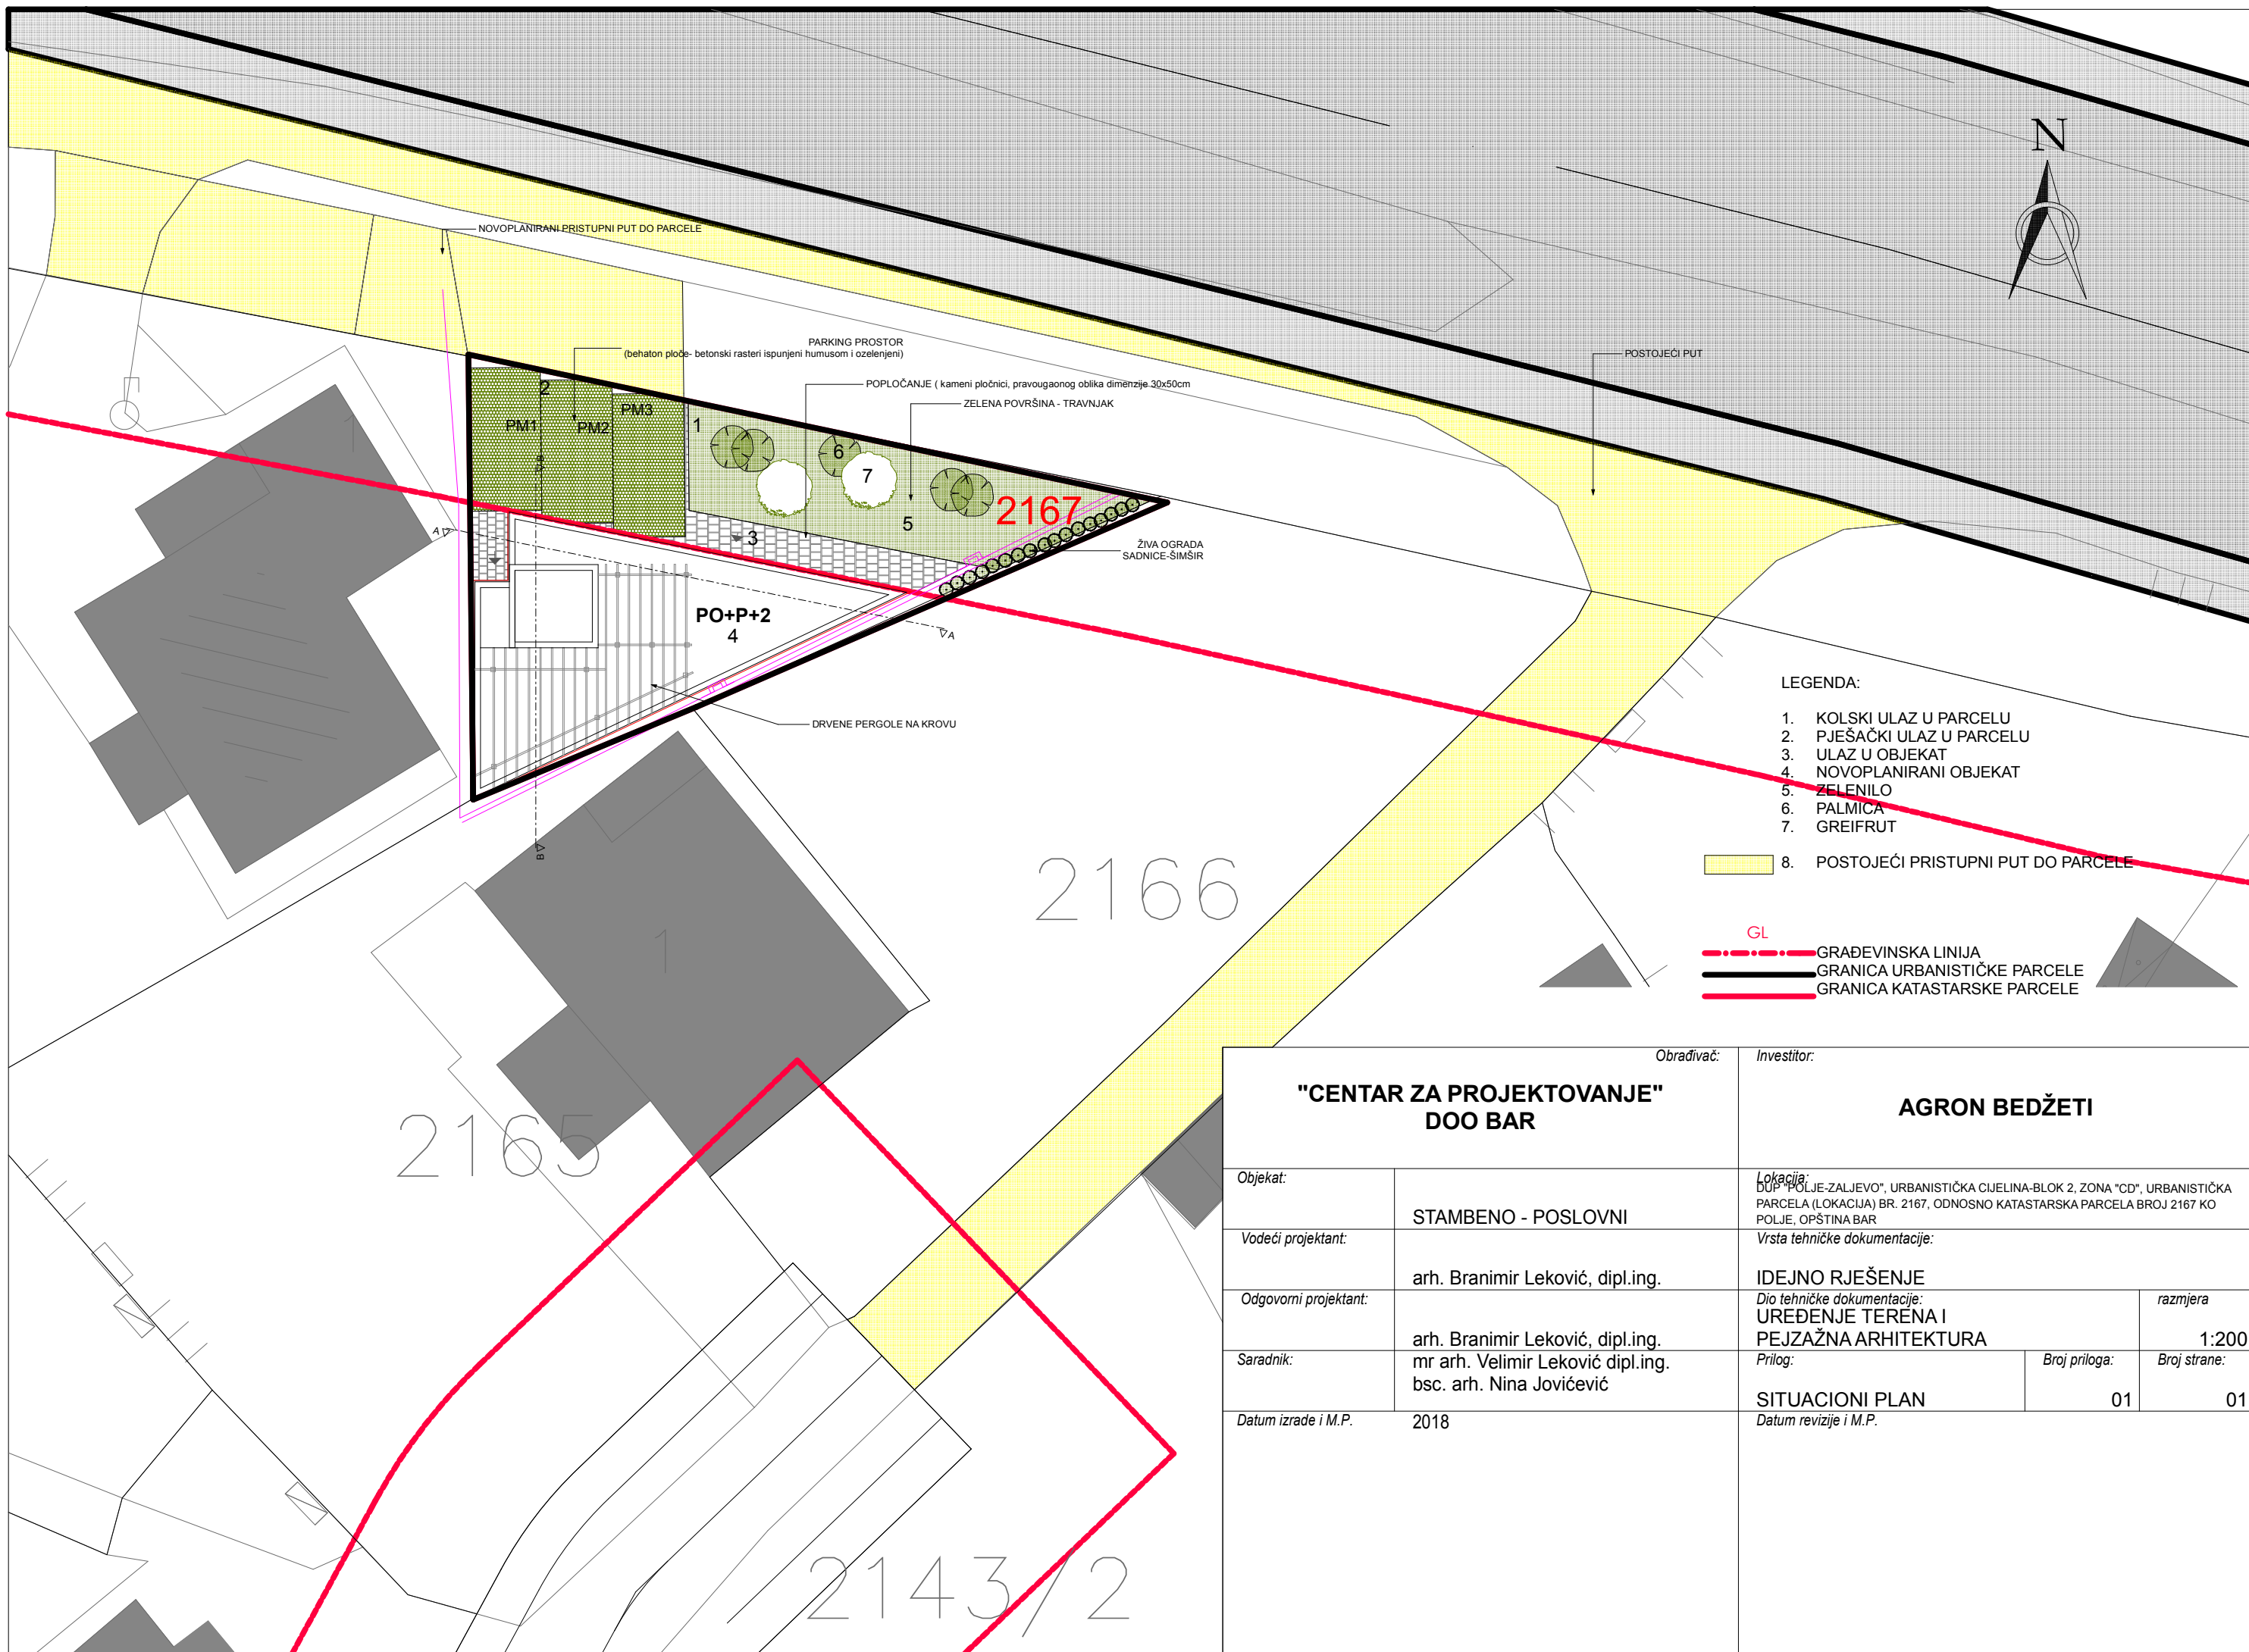 N
NOVOPLANIRANI PRISTUPNI PUT DO PARCELE
PARKING PROSTOR
(behaton ploče- betonski rasteri ispunjeni humusom i ozelenjeni)
POSTOJEĆI PUT
POPLOČANJE ( kameni pločnici, pravougaonog oblika dimenzije 30x50cm
ZELENA POVRŠINA - TRAVNJAK
2
PM1
PM2
PM3
1
6
7
5
3
2167
1
A
B
ŽIVA OGRADA
SADNICE-ŠIMŠIR
PO+P+2
4
A
DRVENE PERGOLE NA KROVU
B
2166
1
2165
2143/2
LEGENDA:
1. KOLSKI ULAZ U PARCELU
2. PJEŠAČKI ULAZ U PARCELU
3. ULAZ U OBJEKAT
4. NOVOPLANIRANI OBJEKAT
5. ZELENILO
6. PALMICA
7. GREIFRUT
8. POSTOJEĆI PRISTUPNI PUT DO PARCELE
GL
GRAĐEVINSKA LINIJA
GRANICA URBANISTIČKE PARCELE
GRANICA KATASTARSKE PARCELE
Obrađivač:
"CENTAR ZA PROJEKTOVANJE"
DOO BAR
Investitor:
AGRON BEDŽETI
Objekat:
STAMBENO - POSLOVNI
Lokacija:
DUP "POLJE-ZALJEVO", URBANISTIČKA CIJELINA-BLOK 2, ZONA "CD", URBANISTIČKA
PARCELA (LOKACIJA) BR. 2167, ODNOSNO KATASTARSKA PARCELA BROJ 2167 KO
POLJE, OPŠTINA BAR
Vodeći projektant:
arh. Branimir Leković, dipl.ing.
Vrsta tehničke dokumentacije:
IDEJNO RJEŠENJE
Odgovorni projektant:
arh. Branimir Leković, dipl.ing.
Dio tehničke dokumentacije:
UREĐENJE TERENA I
PEJZAŽNA ARHITEKTURA
razmjera
1:200
Saradnik:
mr arh. Velimir Leković dipl.ing.
bsc. arh. Nina Jovićević
Prilog:
SITUACIONI PLAN
Broj priloga:
01
Broj strane:
01
Datum izrade i M.P.
2018
Datum revizije i M.P.